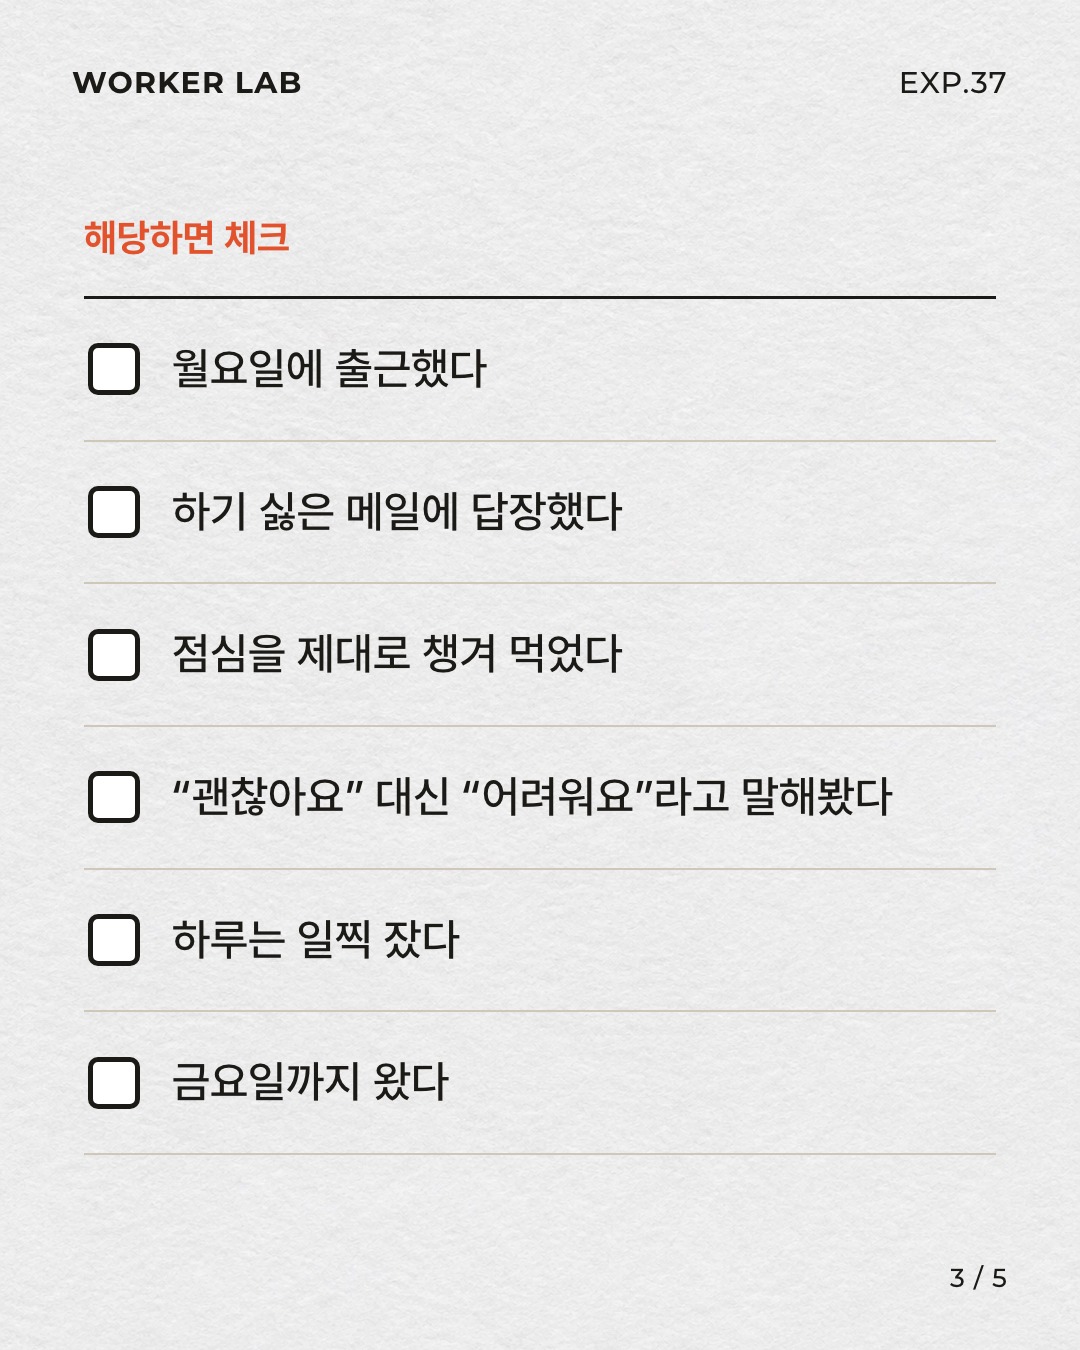 WORKER LAB
EXP.37
해당하면 체크
월요일에 출근했다
하기 싫은 메일에 답장했다
점심을 제대로 챙겨 먹었다
“괜찮아요” 대신 “어려워요”라고 말해봤다
하루는 일찍 잤다
금요일까지 왔다
3 / 5